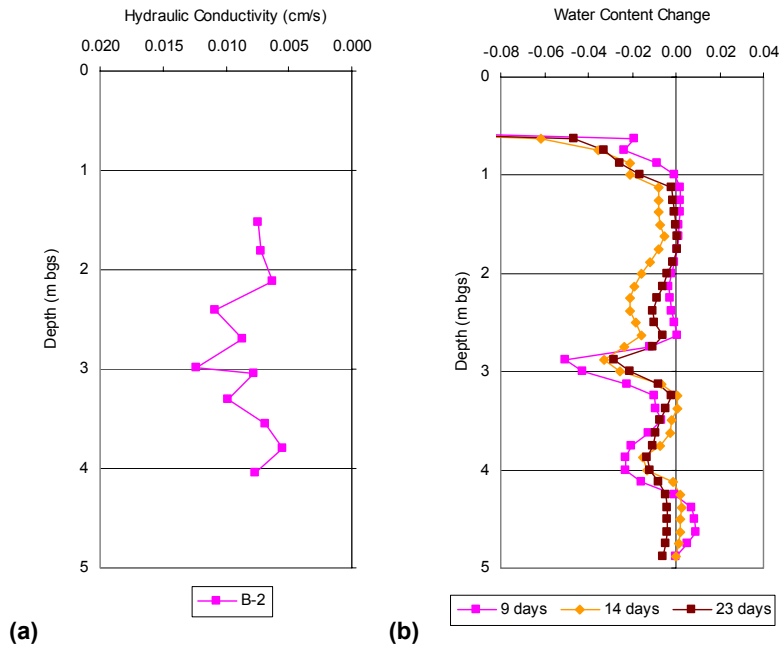 Hydraulic Conductivity (cm/s)
0.020 0.015 0.010 0.005 0.000
0
1
2
3
4
5
Depth (m bgs)
B-2
(a)
Water Content Change
-0.08 -0.06 -0.04 -0.02 0.00 0.02 0.04
0
1
2
3
4
5
Depth (m bgs)
9 days 14 days 23 days
(b)